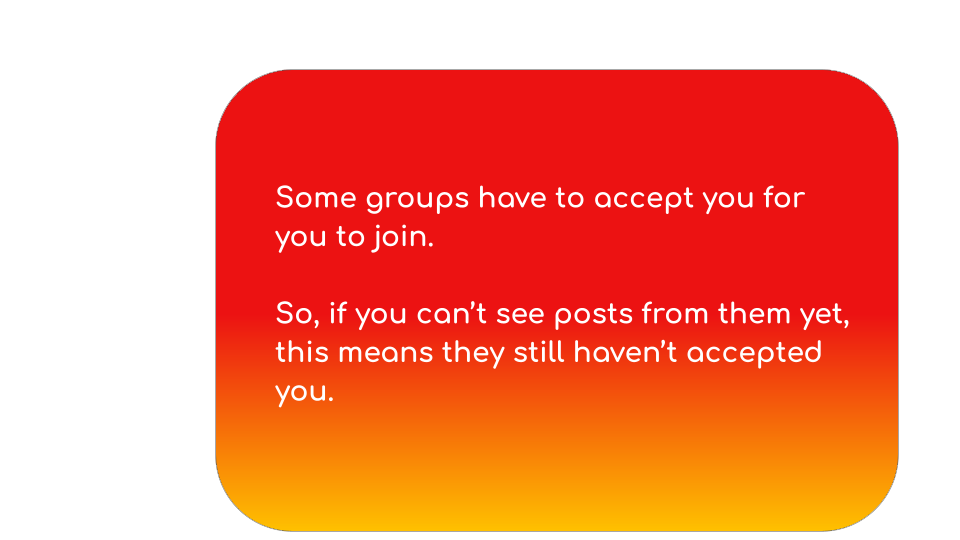 Some groups have to accept you for
you to join.
So, if you can’t see posts from them yet,
this means they still haven’t accepted
you.